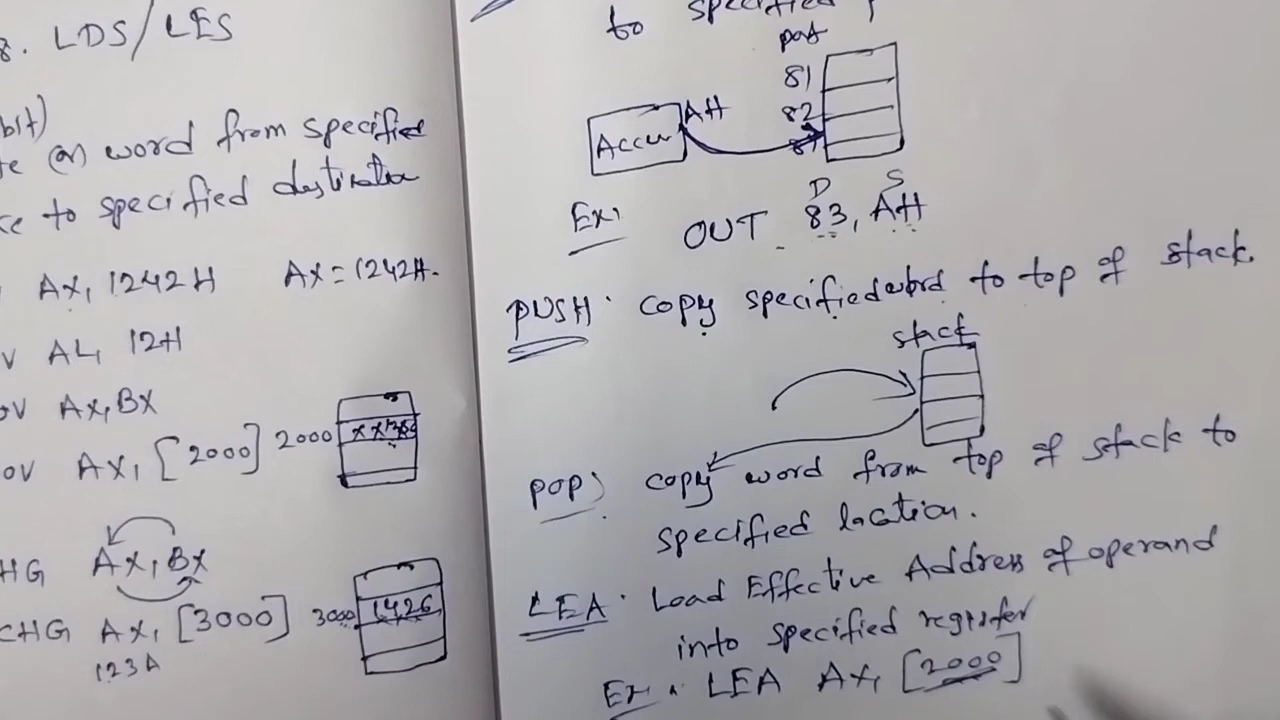 8. LDS/LES
bit)
te (or) word from specified
ce to specified destination
AX, 1242H AX = 1242H.
V AL, 12H
OV AX, BX
OV AX, [2000] 2000
HG AX, BX
CHG AX, [3000] 3000 1426
123A
to specified
port
81
82
Accu AH
D S
Ex: OUT 83, AH
PUSH: copy specified word to top of stack.
stack
POP: copy word from top of stack to
specified location.
LEA: Load Effective Address of operand
into specified register
Ex: LEA AX, [2000]